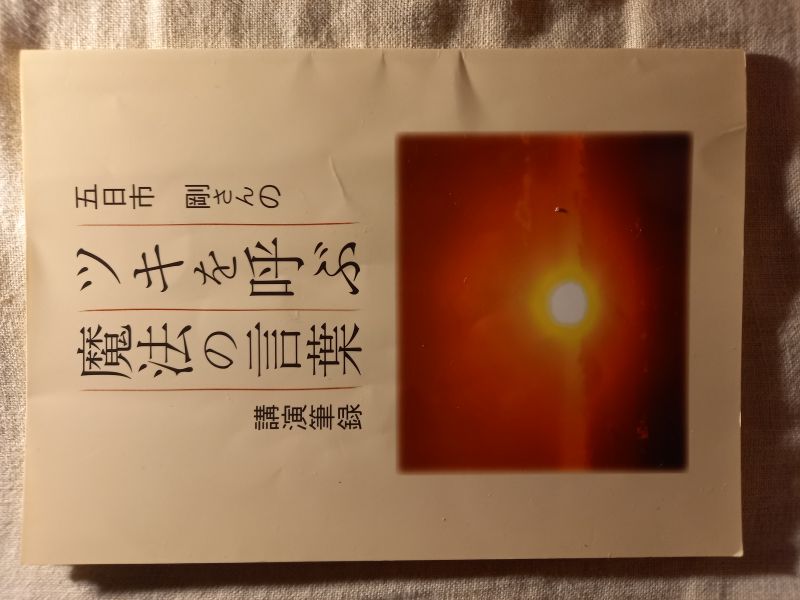 五日市 剛さんの
ツキを呼ぶ
魔法の言葉
講演筆録